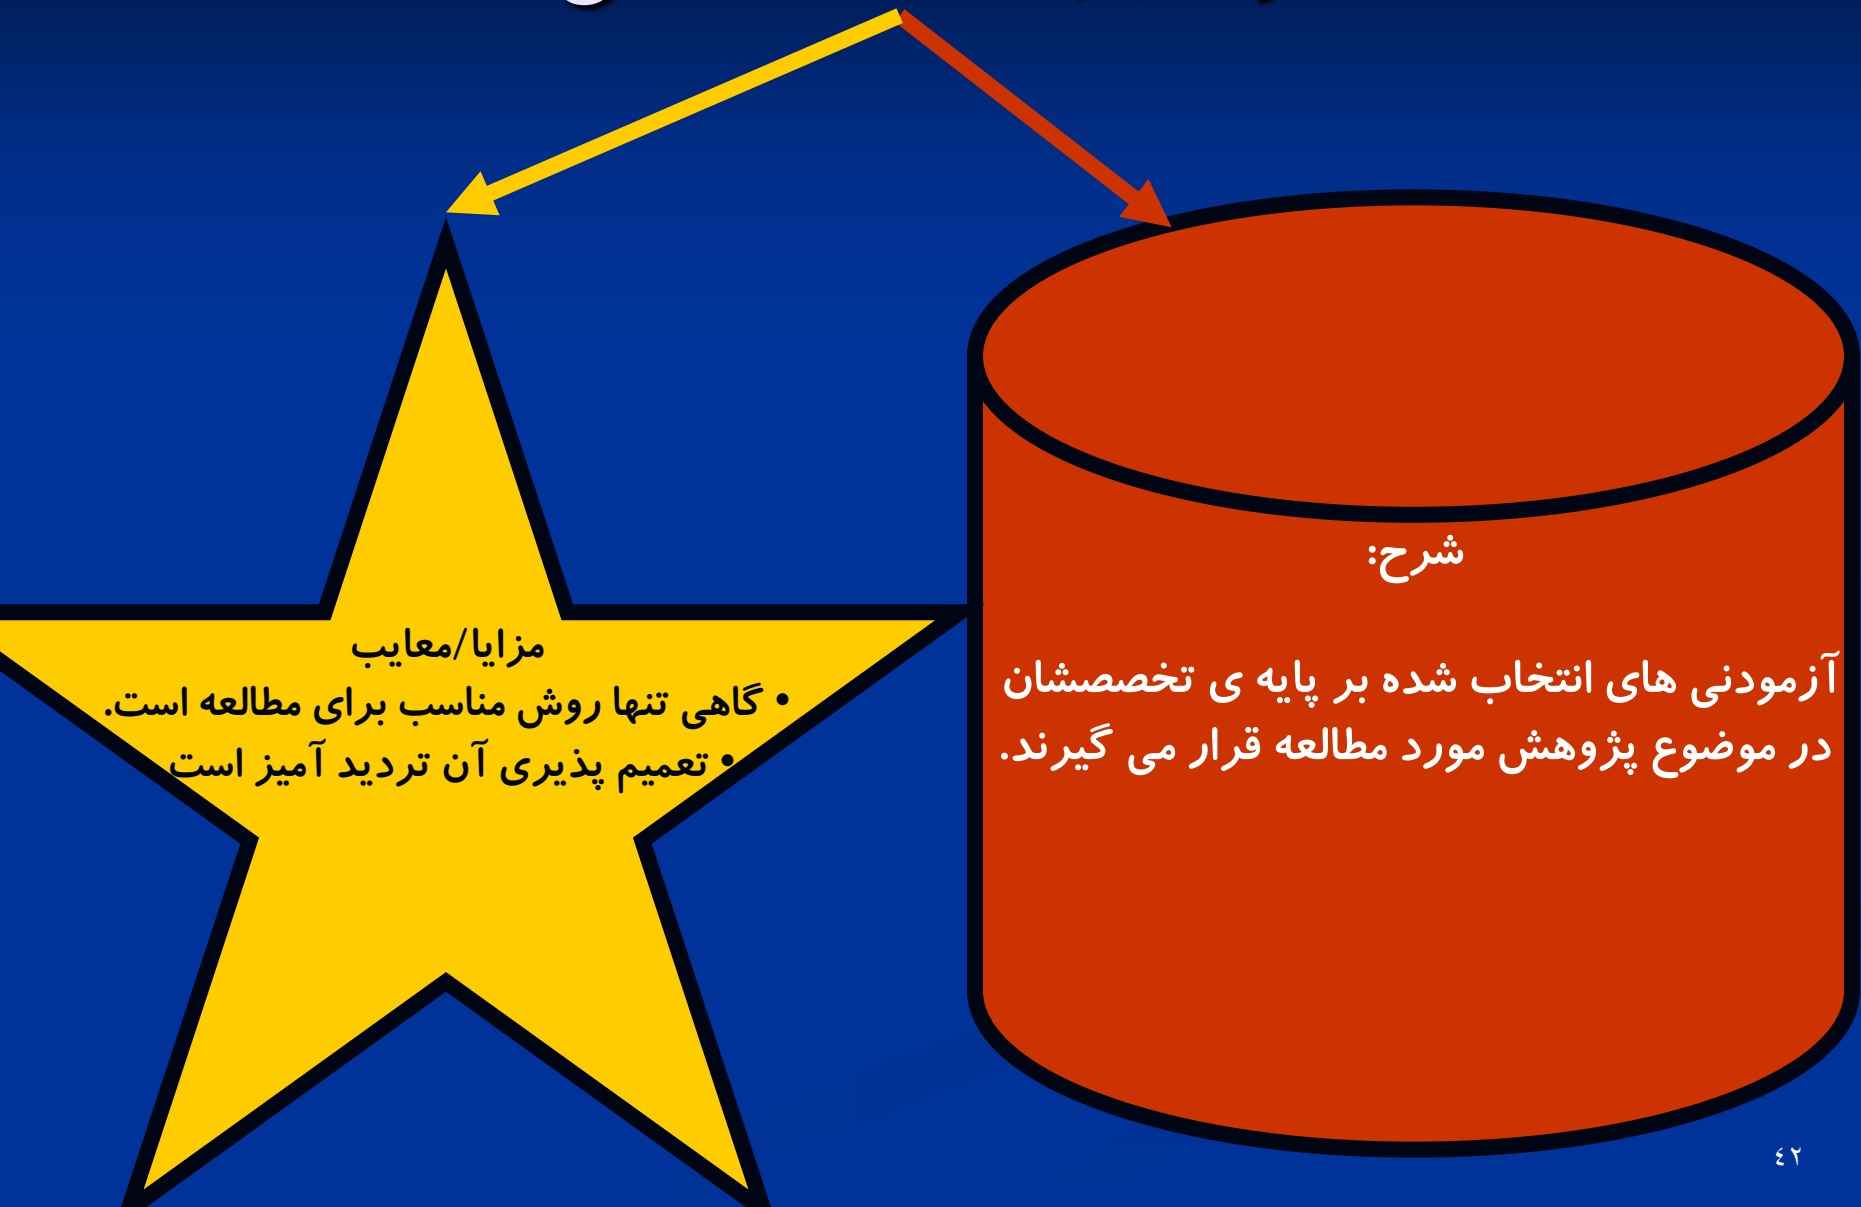 شرح:
آزمودنی های انتخاب شده بر پایه ی تخصصشان
در موضوع پژوهش مورد مطالعه قرار می گیرند.
مزایا/معایب
• گاهی تنها روش مناسب برای مطالعه است.
• تعمیم پذیری آن تردید آمیز است
٤٢